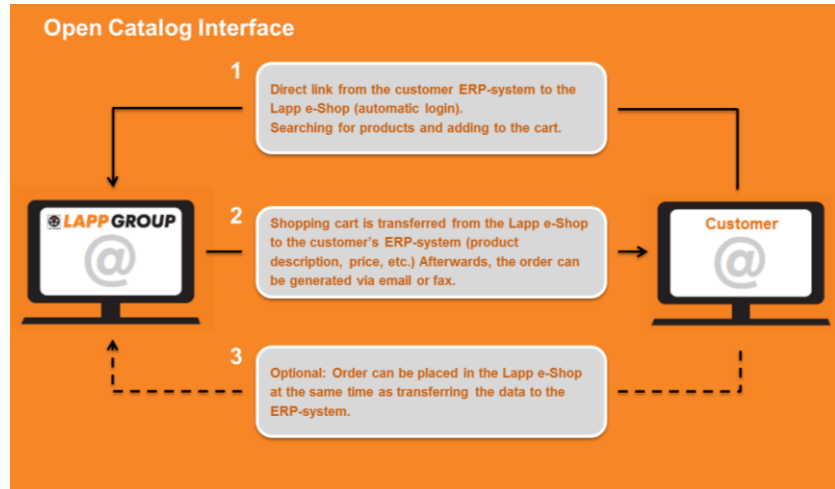 Open Catalog Interface
1
Direct link from the customer ERP-system to the
Lapp e-Shop (automatic login).
Searching for products and adding to the cart.
LAPP GROUP
@
2
Shopping cart is transferred from the Lapp e-Shop
to the customer's ERP-system (product
description, price, etc.) Afterwards, the order can
be generated via email or fax.
Customer
@
3
Optional: Order can be placed in the Lapp e-Shop
at the same time as transferring the data to the
ERP-system.